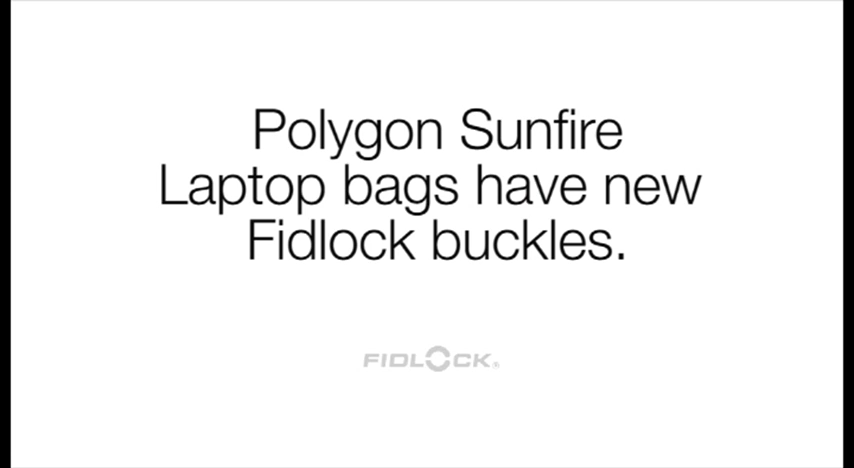 Polygon Sunfire
Laptop bags have new
Fidlock buckles.
FIDLOCK®